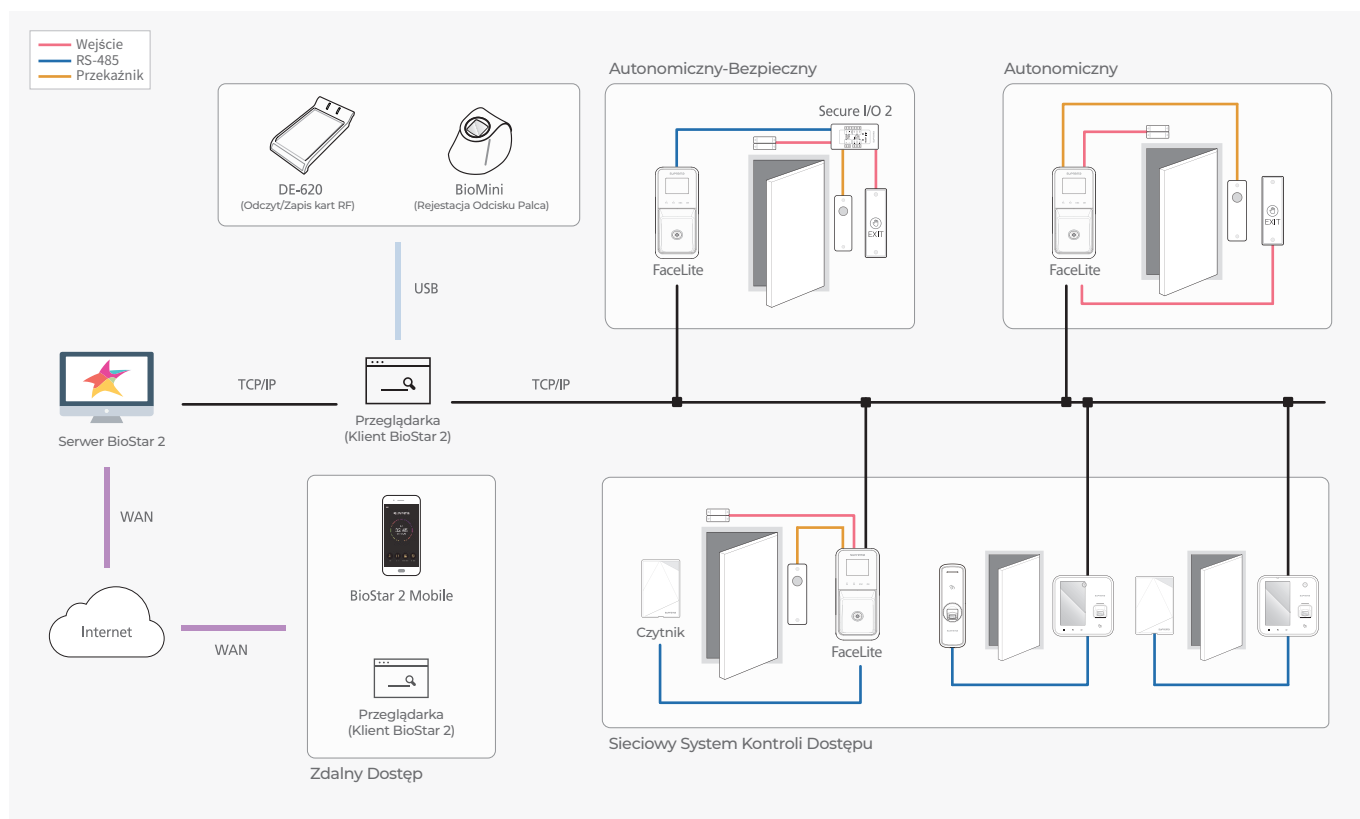 Wejście
RS-485
Przekaźnik
DE-620
(Odczyt/Zapis kart RF)
BioMini
(Rejestacja Odcisku Palca)
USB
Autonomiczny-Bezpieczny
Secure I/O 2
EXIT
FaceLite
Autonomiczny
EXIT
FaceLite
TCP/IP
TCP/IP
Serwer BioStar 2
Przeglądarka
(Klient BioStar 2)
WAN
Internet
WAN
BioStar 2 Mobile
Przeglądarka
(Klient BioStar 2)
Zdalny Dostęp
Czytnik
FaceLite
Sieciowy System Kontroli Dostępu